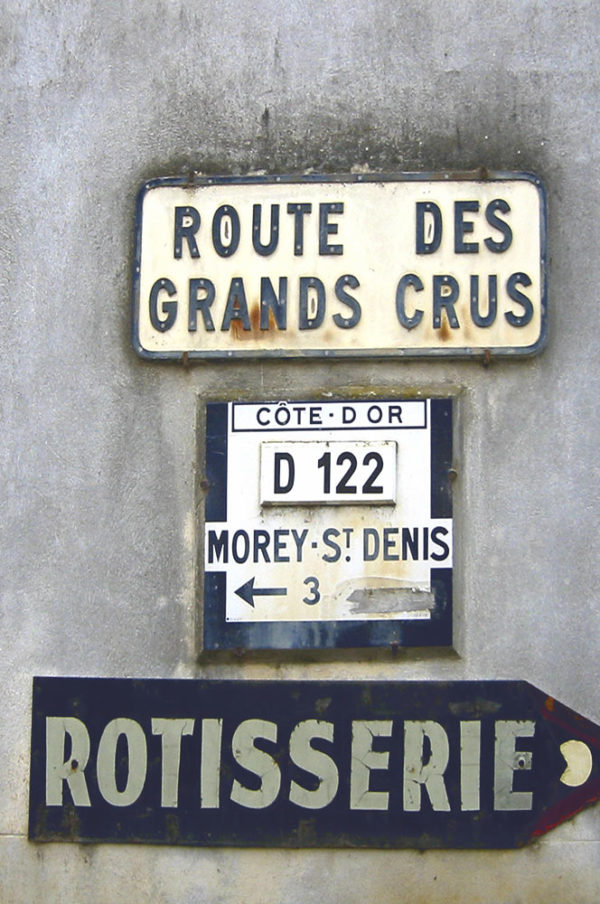 ROUTE DES
GRANDS CRUS
CÔTE·D OR
D 122
MOREY·ST DENIS
← 3
ROTISSERIE